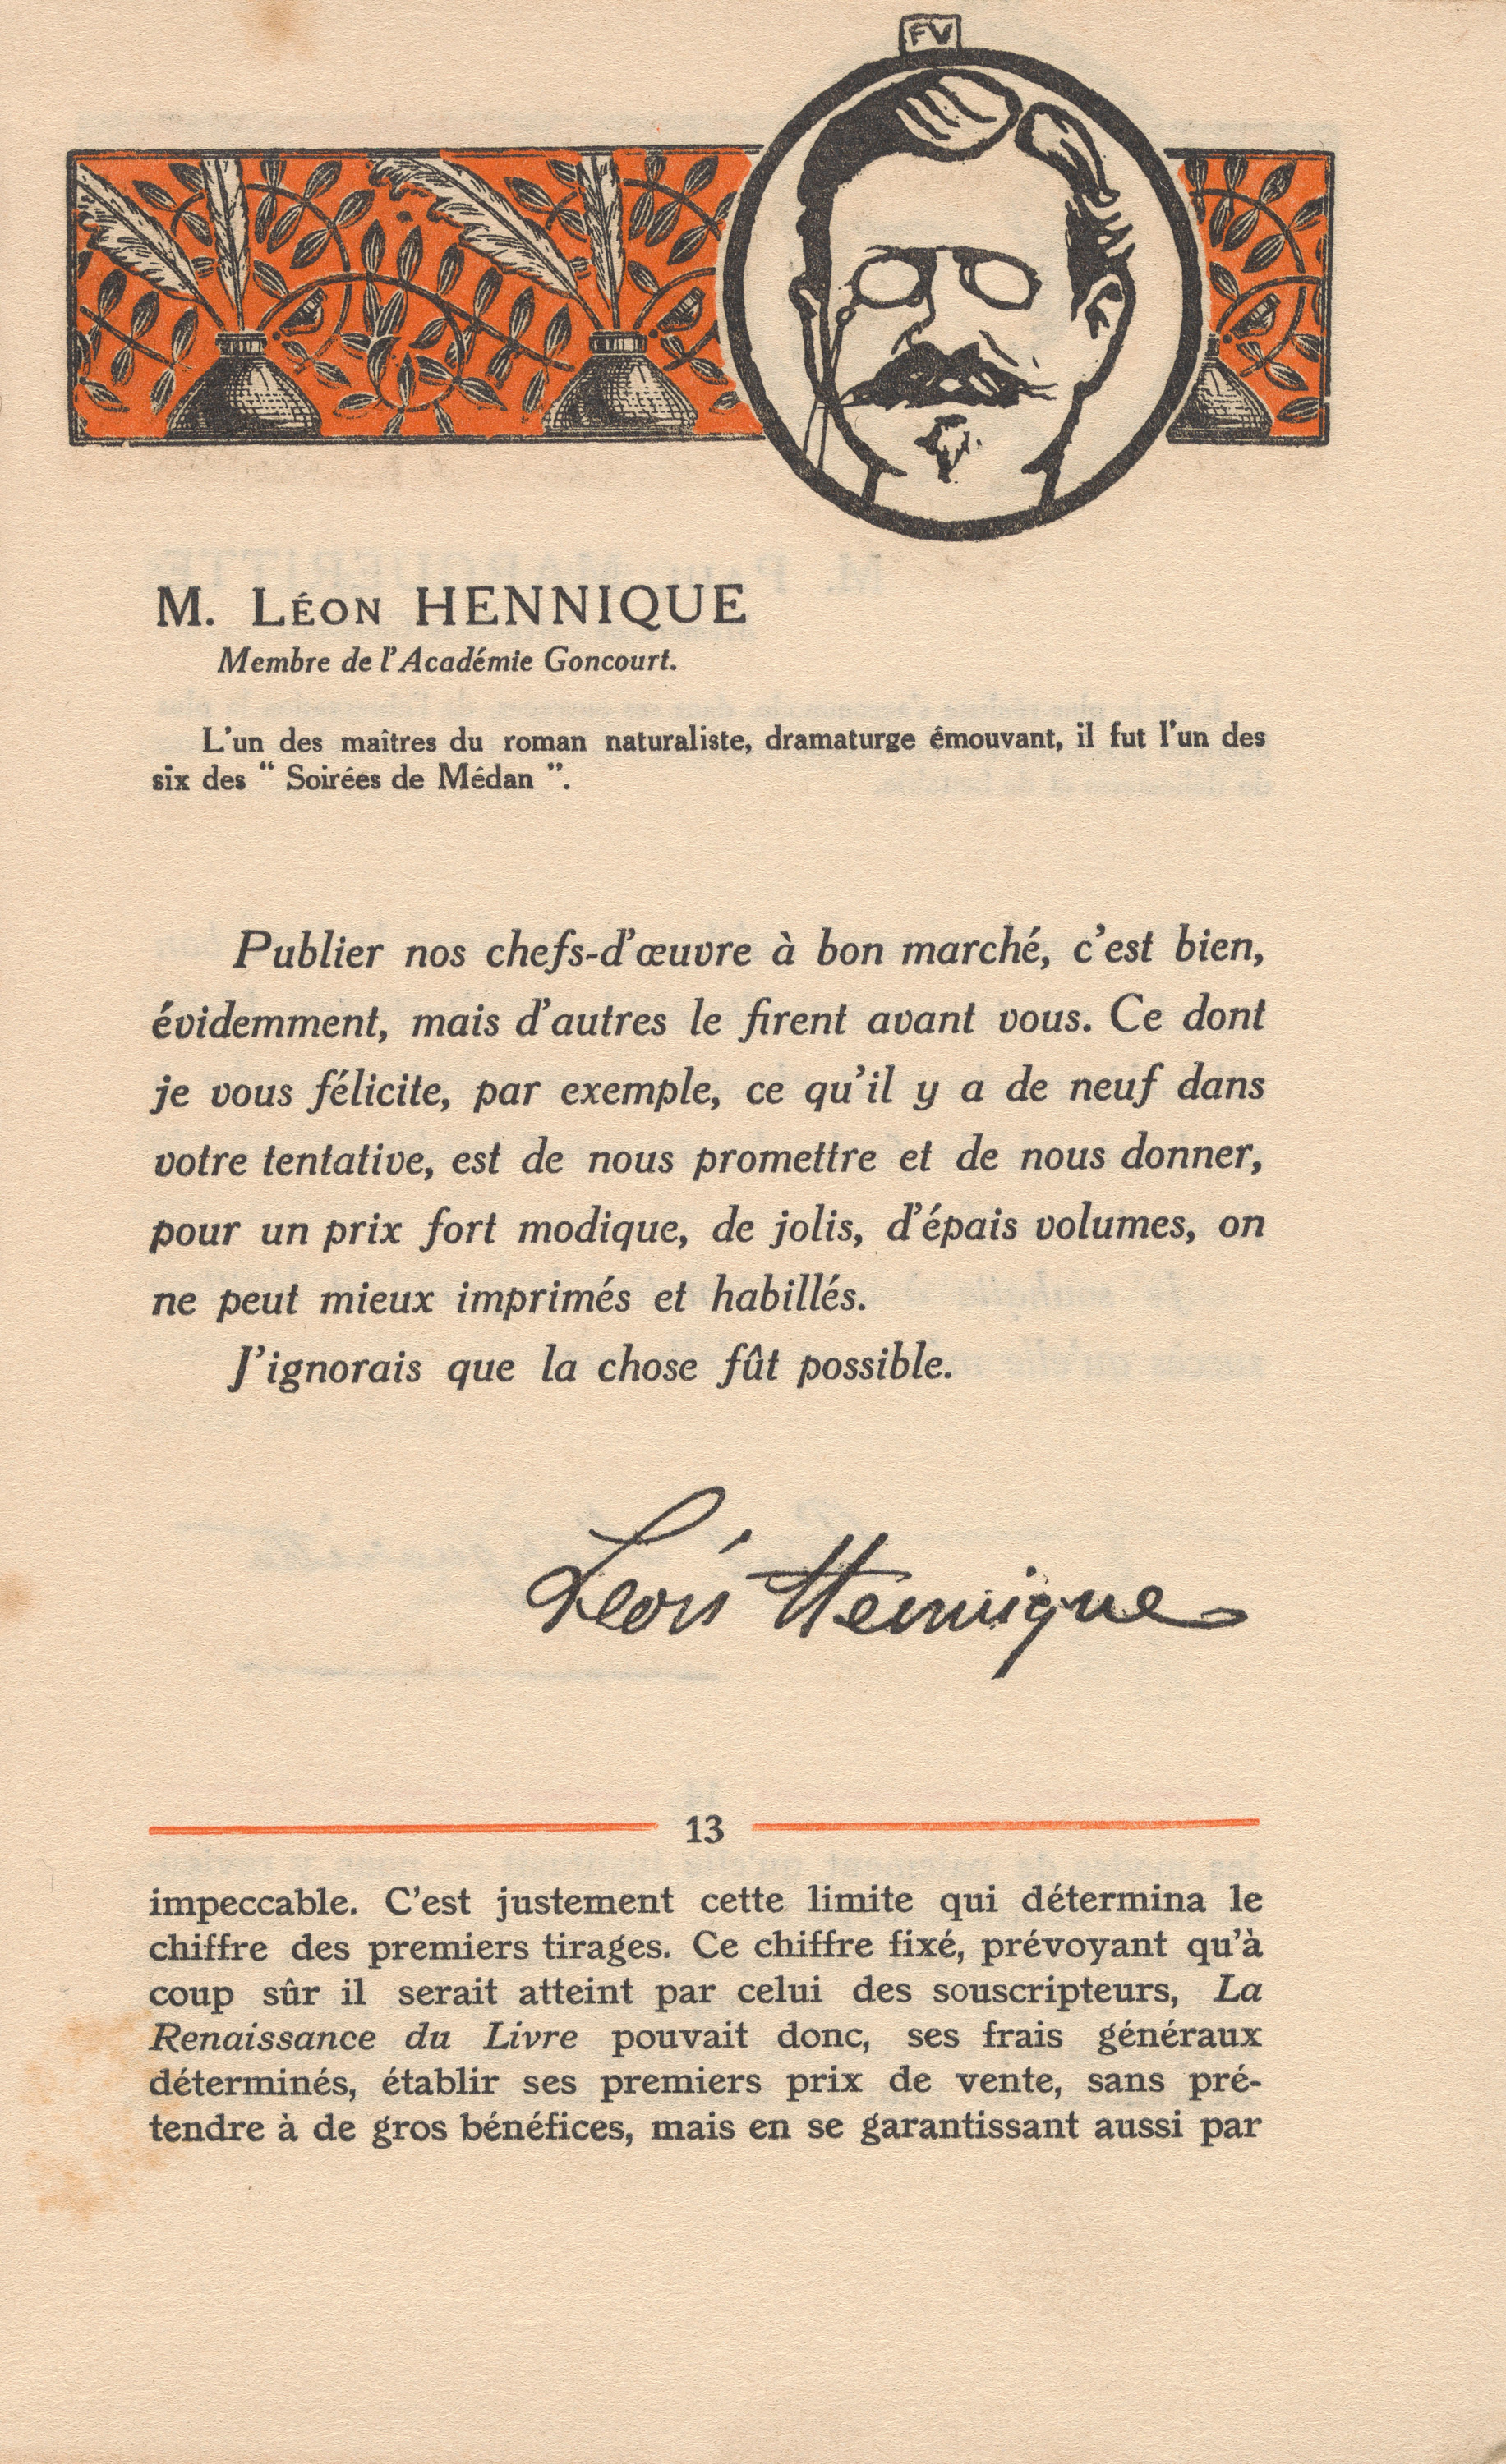 FV
M. LÉON HENNIQUE
Membre de l'Académie Goncourt.
L'un des maîtres du roman naturaliste, dramaturge émouvant, il fut l'un des
six des “ Soirées de Médan ”.
Publier nos chefs-d'œuvre à bon marché, c'est bien,
évidemment, mais d'autres le firent avant vous. Ce dont
je vous félicite, par exemple, ce qu'il y a de neuf dans
votre tentative, est de nous promettre et de nous donner,
pour un prix fort modique, de jolis, d'épais volumes, on
ne peut mieux imprimés et habillés.
J'ignorais que la chose fût possible.
Léon Hennique
13
impeccable. C'est justement cette limite qui détermina le
chiffre des premiers tirages. Ce chiffre fixé, prévoyant qu'à
coup sûr il serait atteint par celui des souscripteurs, La
Renaissance du Livre pouvait donc, ses frais généraux
déterminés, établir ses premiers prix de vente, sans pré-
tendre à de gros bénéfices, mais en se garantissant aussi par